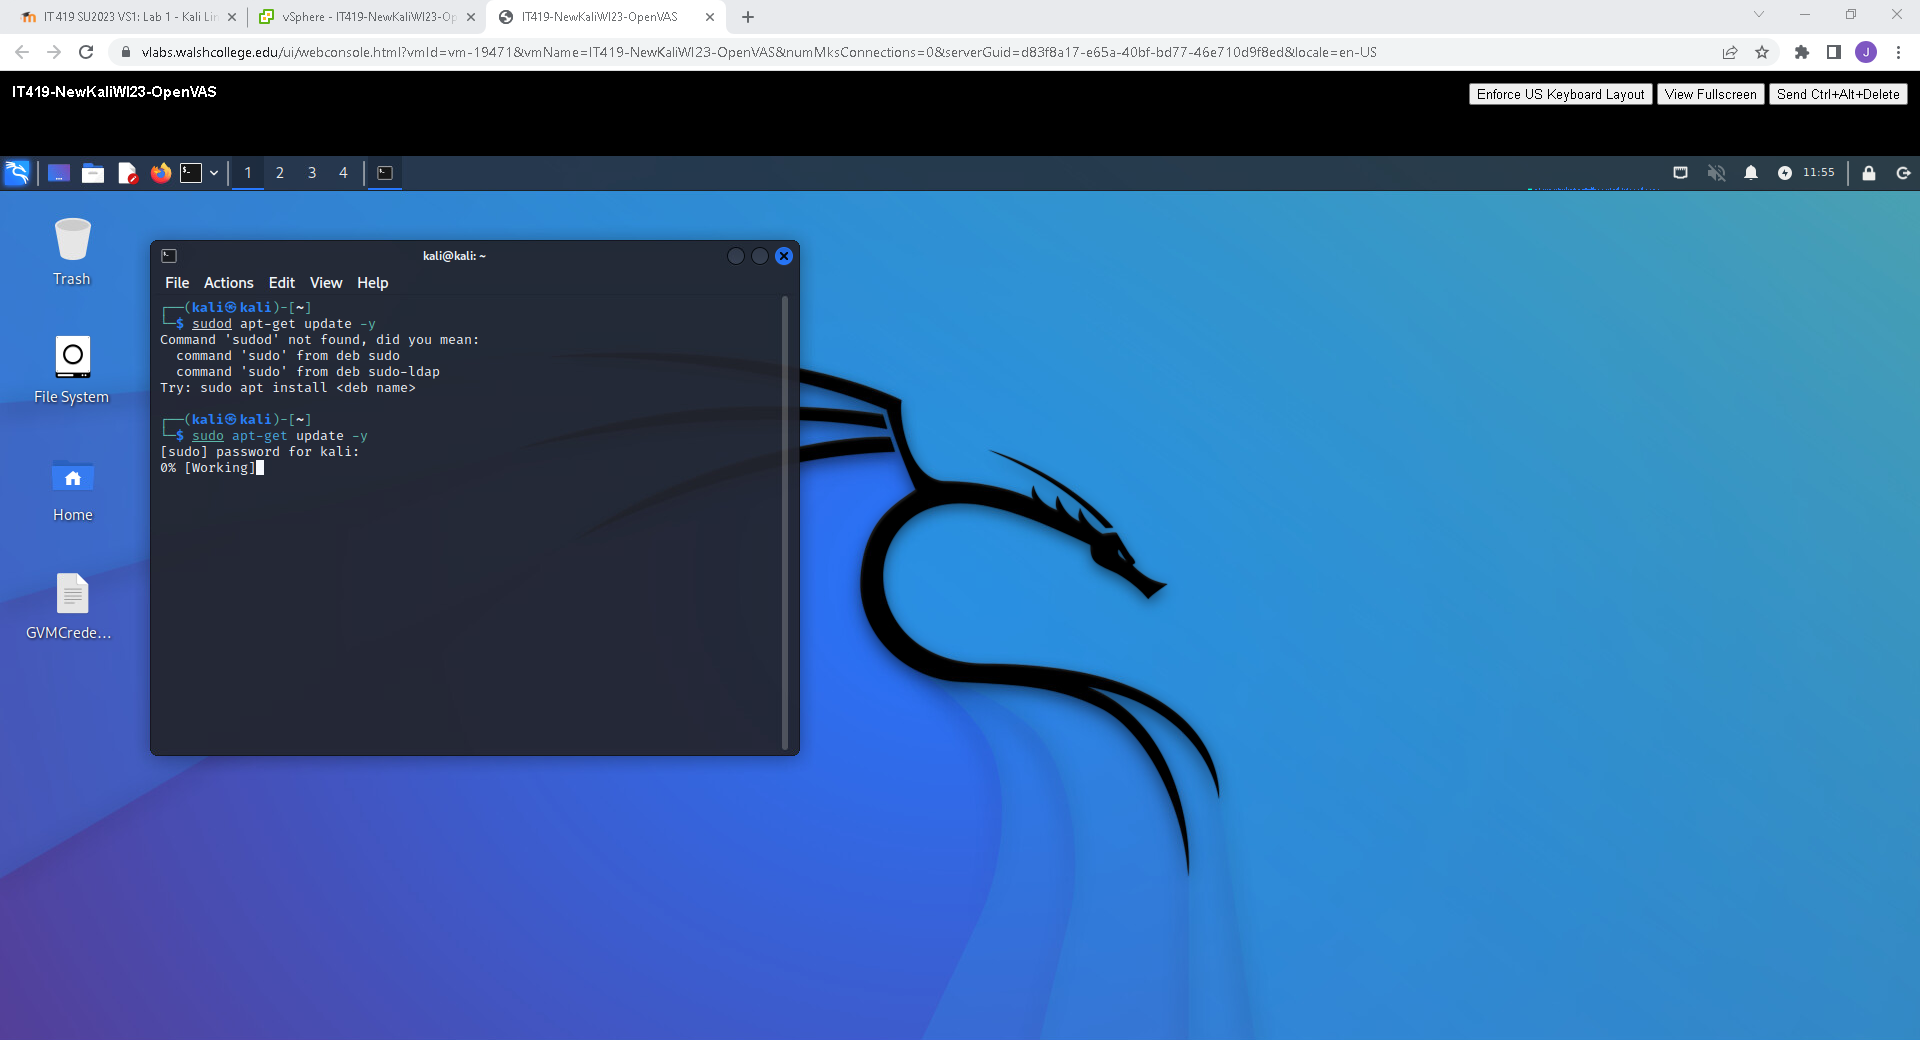 IT419 SU2023 VS1: Lab 1 - Kali Lin
vSphere - IT419-NewKaliWI23-Op
IT419-NewKaliWI23-OpenVAS
vlabs.walshcollege.edu/ui/webconsole.html?vmId=vm-19471&vmName=IT419-NewKaliWI23-OpenVAS&numMksConnections=0&serverGuid=d83f8a17-e65a-40bf-bd77-46e710d9f8ed&locale=en-US
J
IT419-NewKaliWI23-OpenVAS
Enforce US Keyboard Layout
View Fullscreen
Send Ctrl+Alt+Delete
1 2 3 4
11:55
Trash
File System
Home
GVMCrede...
kali@kali: ~
File Actions Edit View Help
┌──(kali㉿kali)-[~]
└─$ sudod apt-get update -y
Command 'sudod' not found, did you mean:
command 'sudo' from deb sudo
command 'sudo' from deb sudo-ldap
Try: sudo apt install <deb name>
┌──(kali㉿kali)-[~]
└─$ sudo apt-get update -y
[sudo] password for kali:
0% [Working]